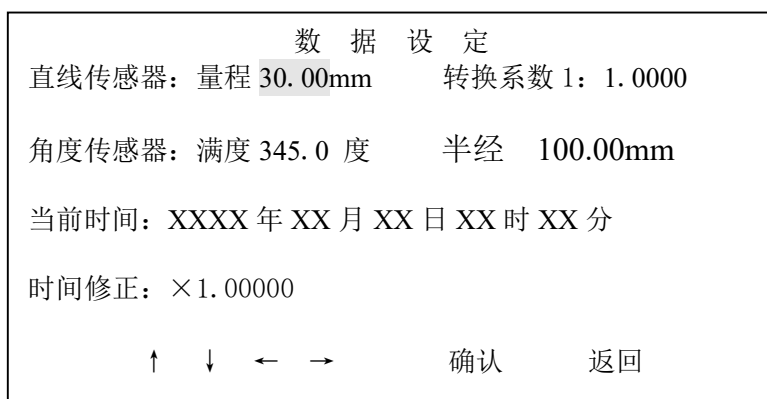 数 据 设 定
直线传感器：量程 30.00mm 转换系数 1：1.0000
角度传感器：满度 345.0 度 半经 100.00mm
当前时间：XXXX 年 XX 月 XX 日 XX 时 XX 分
时间修正：×1.00000
↑ ↓ ← → 确认 返回